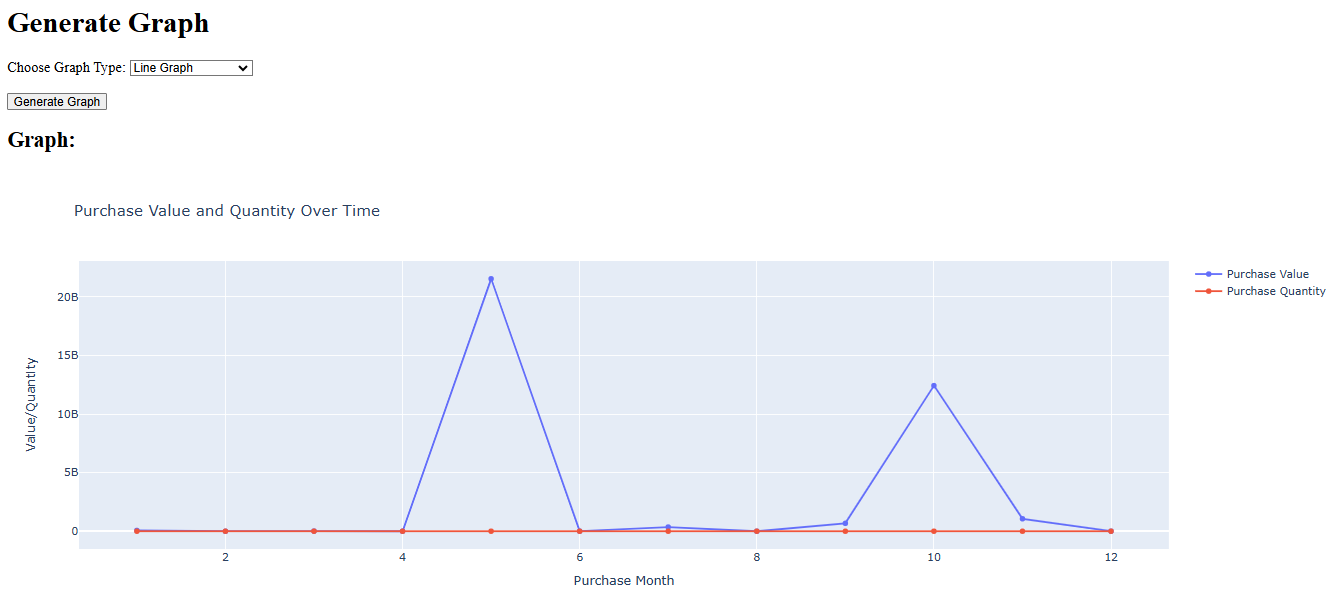 Generate Graph
Choose Graph Type: Line Graph
Generate Graph
Graph:
Purchase Value and Quantity Over Time
Purchase Value
Purchase Quantity
20B
15B
10B
5B
0
Value/Quantity
2 4 6 8 10 12
Purchase Month